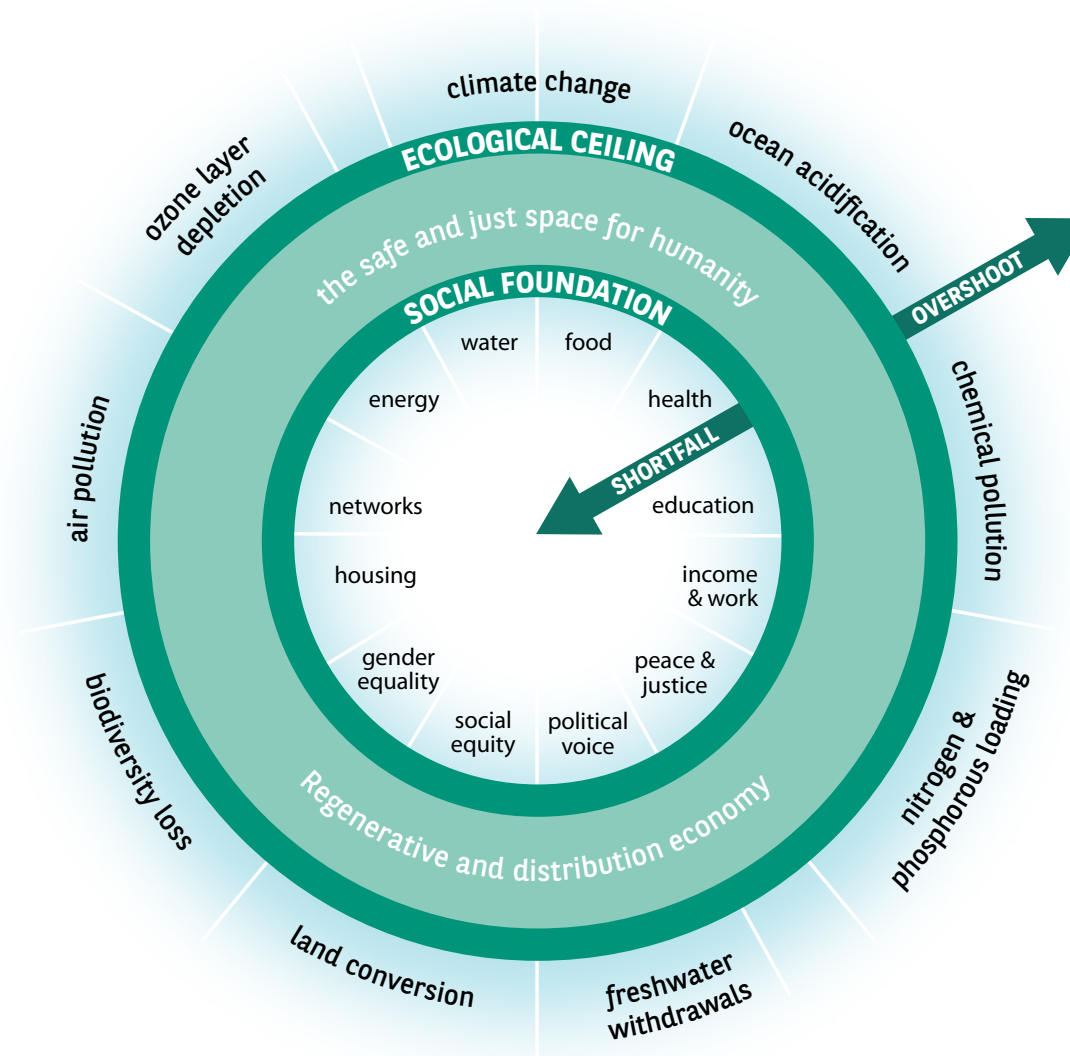 climate change
ocean acidification
chemical pollution
nitrogen &
phosphorous loading
freshwater
withdrawals
land conversion
biodiversity loss
air pollution
ozone layer
depletion
ECOLOGICAL CEILING
OVERSHOOT
the safe and just space for humanity
SOCIAL FOUNDATION
water
food
health
SHORTFALL
education
income
& work
peace &
justice
political
voice
social
equity
gender
equality
housing
networks
energy
Regenerative and distribution economy